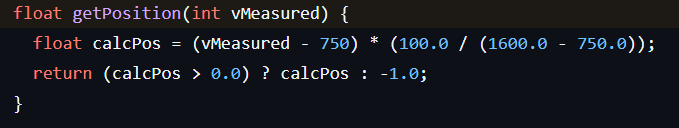 float getPosition(int vMeasured) {
  float calcPos = (vMeasured - 750) * (100.0 / (1600.0 - 750.0));
  return (calcPos > 0.0) ? calcPos : -1.0;
}